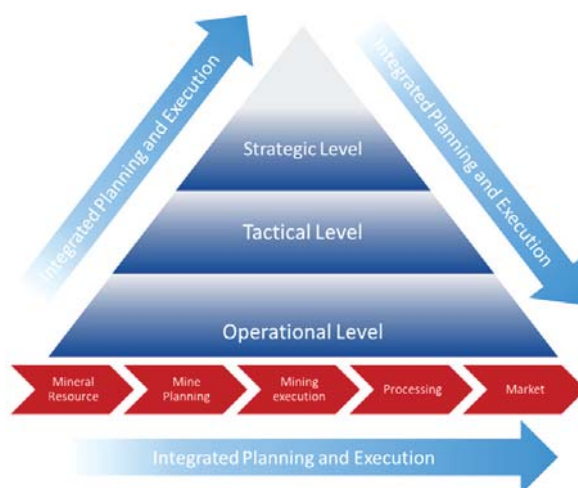 Integrated Planning and Execution
Integrated Planning and Execution
Strategic Level
Tactical Level
Operational Level
Mineral
Resource
Mine
Planning
Mining
execution
Processing
Market
Integrated Planning and Execution